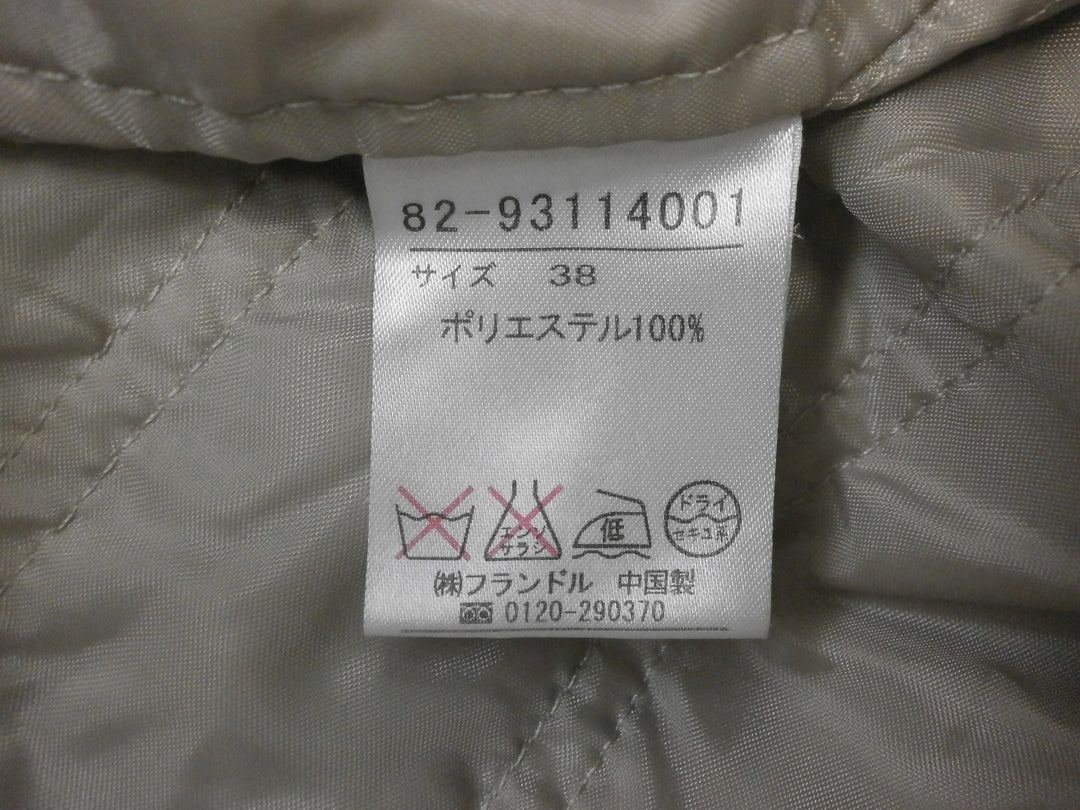 82-93114001
サイズ 38
ポリエステル100%
エンソ
サラシ
低
ドライ
セキユ系
㈱フランドル 中国製
0120-290370